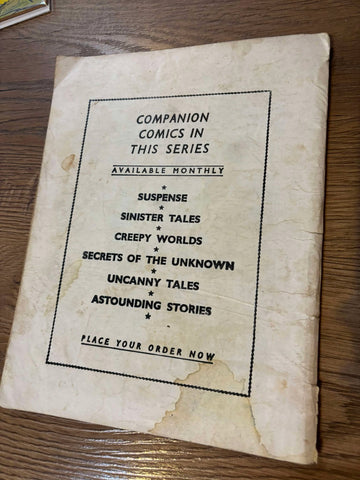 COMPANION
COMICS IN
THIS SERIES
AVAILABLE MONTHLY
★
SUSPENSE
★
SINISTER TALES
★
CREEPY WORLDS
★
SECRETS OF THE UNKNOWN
★
UNCANNY TALES
★
ASTOUNDING STORIES
★
PLACE YOUR ORDER NOW